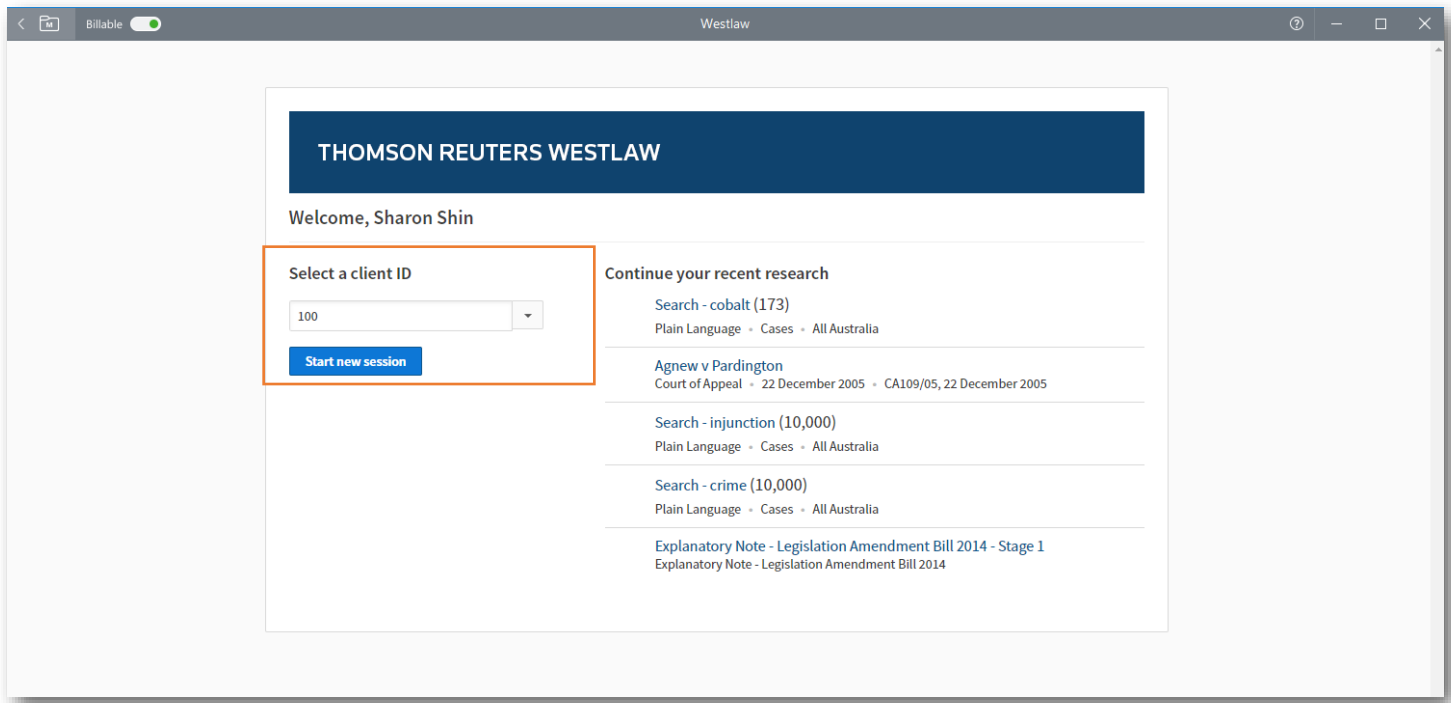 Billable
Westlaw
THOMSON REUTERS WESTLAW
Welcome, Sharon Shin
Select a client ID
100
Start new session
Continue your recent research
Search - cobalt (173)
Plain Language • Cases • All Australia
Agnew v Pardington
Court of Appeal • 22 December 2005 • CA109/05, 22 December 2005
Search - injunction (10,000)
Plain Language • Cases • All Australia
Search - crime (10,000)
Plain Language • Cases • All Australia
Explanatory Note - Legislation Amendment Bill 2014 - Stage 1
Explanatory Note - Legislation Amendment Bill 2014